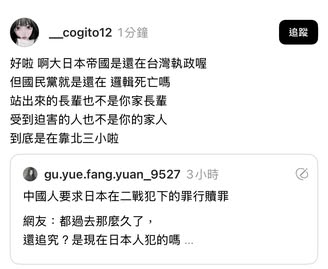 __cogito12 1分鐘
追蹤
好啦 啊大日本帝國是還在台灣執政喔
但國民黨就是還在 邏輯死亡嗎
站出來的長輩也不是你家長輩
受到迫害的人也不是你的家人
到底是在靠北三小啦
gu.yue.fang.yuan_9527 3小時
中國人要求日本在二戰犯下的罪行贖罪
網友：都過去那麼久了，
還追究？是現在日本人犯的嗎 ...